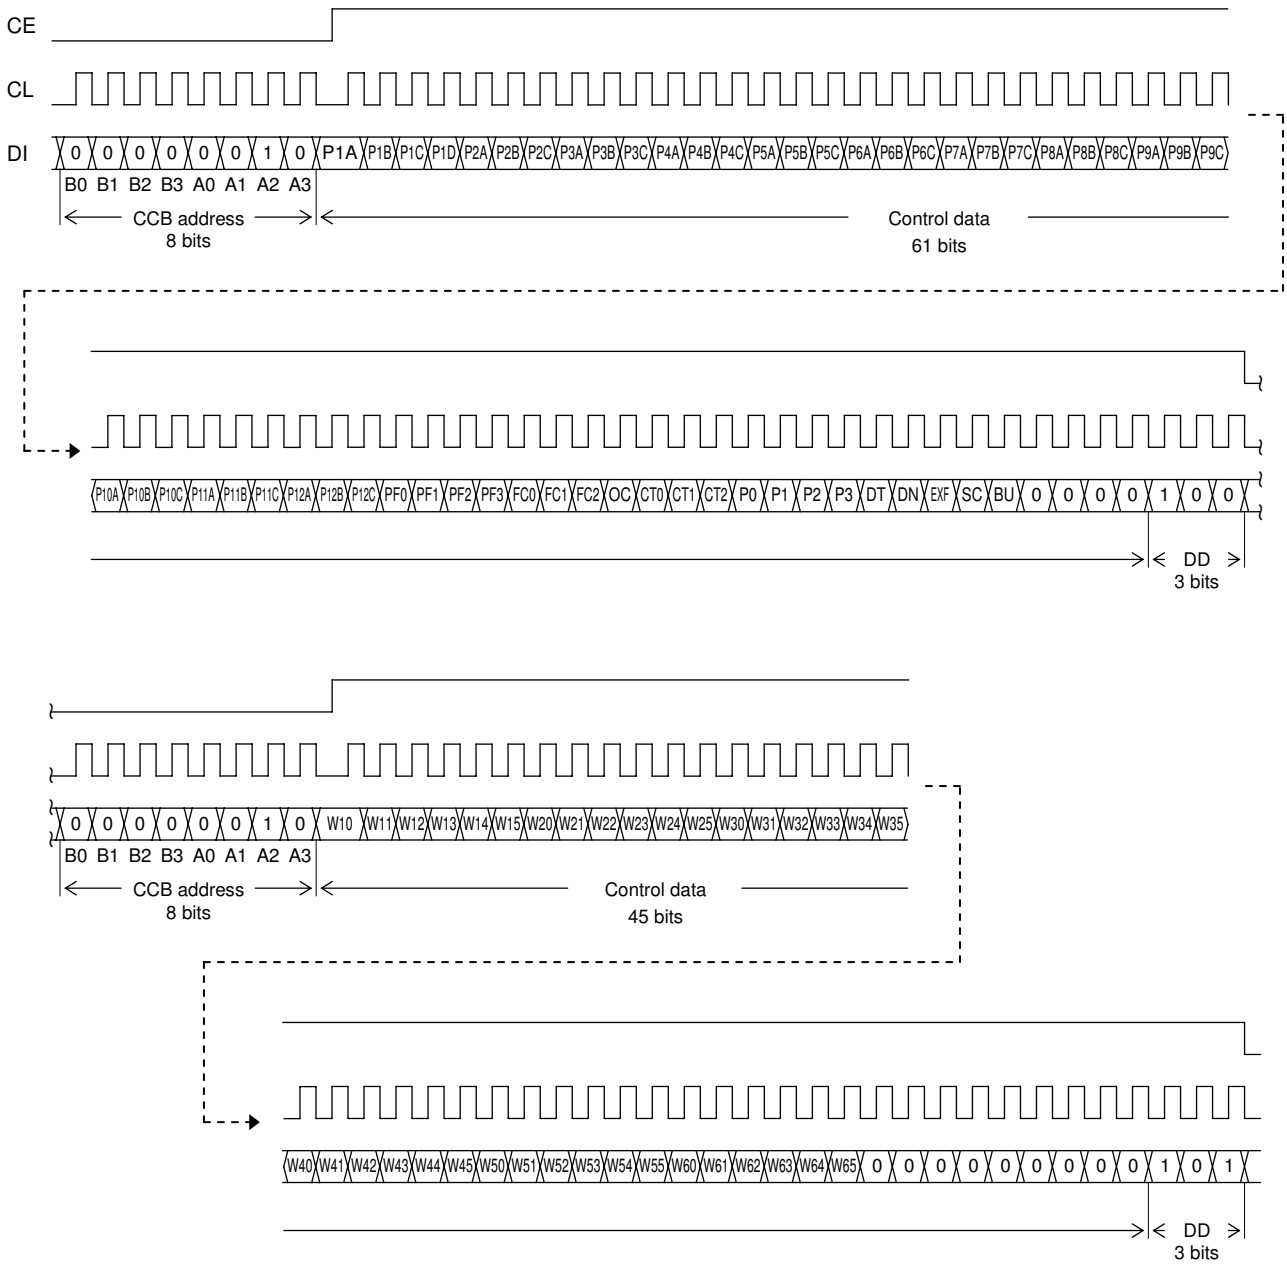 CE
CL
DI 0 0 0 0 0 0 1 0 P1A P1B P1C P1D P2A P2B P2C P3A P3B P3C P4A P4B P4C P5A P5B P5C P6A P6B P6C P7A P7B P7C P8A P8B P8C P9A P9B P9C
B0 B1 B2 B3 A0 A1 A2 A3
CCB address Control data
8 bits 61 bits
P10A P10B P10C P11A P11B P11C P12A P12B P12C PF0 PF1 PF2 PF3 FC0 FC1 FC2 OC CT0 CT1 CT2 P0 P1 P2 P3 DT DN EXF SC BU 0 0 0 0 1 0 0
DD
3 bits
0 0 0 0 0 0 1 0 W10 W11 W12 W13 W14 W15 W20 W21 W22 W23 W24 W25 W30 W31 W32 W33 W34 W35
B0 B1 B2 B3 A0 A1 A2 A3
CCB address Control data
8 bits 45 bits
W40 W41 W42 W43 W44 W45 W50 W51 W52 W53 W54 W55 W60 W61 W62 W63 W64 W65 0 0 0 0 0 0 0 0 0 1 0 1
DD
3 bits